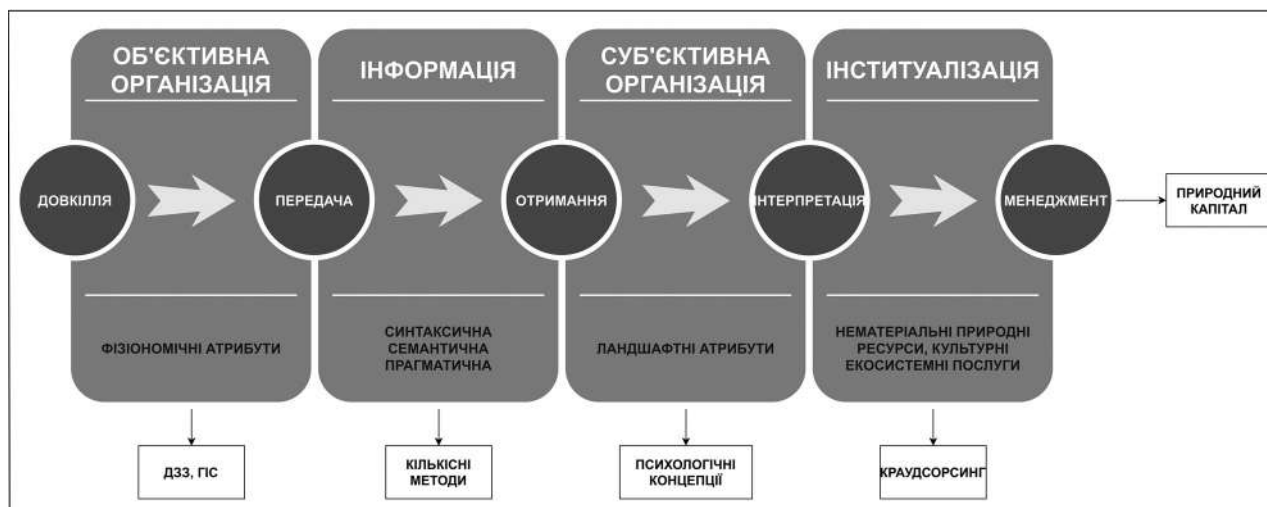 ОБ'ЄКТИВНА
ОРГАНІЗАЦІЯ
ІНФОРМАЦІЯ
СУБ'ЄКТИВНА
ОРГАНІЗАЦІЯ
ІНСТИТУАЛІЗАЦІЯ
ДОВКІЛЛЯ
ПЕРЕДАЧА
ОТРИМАННЯ
ІНТЕРПРЕТАЦІЯ
МЕНЕДЖМЕНТ
ПРИРОДНИЙ
КАПІТАЛ
ФІЗІОНОМІЧНІ АТРИБУТИ
СИНТАКСИЧНА
СЕМАНТИЧНА
ПРАГМАТИЧНА
ЛАНДШАФТНІ АТРИБУТИ
НЕМАТЕРІАЛЬНІ ПРИРОДНІ
РЕСУРСИ, КУЛЬТУРНІ
ЕКОСИСТЕМНІ ПОСЛУГИ
ДЗЗ, ГІС
КІЛЬКІСНІ
МЕТОДИ
ПСИХОЛОГІЧНІ
КОНЦЕПЦІЇ
КРАУДСОРСИНГ